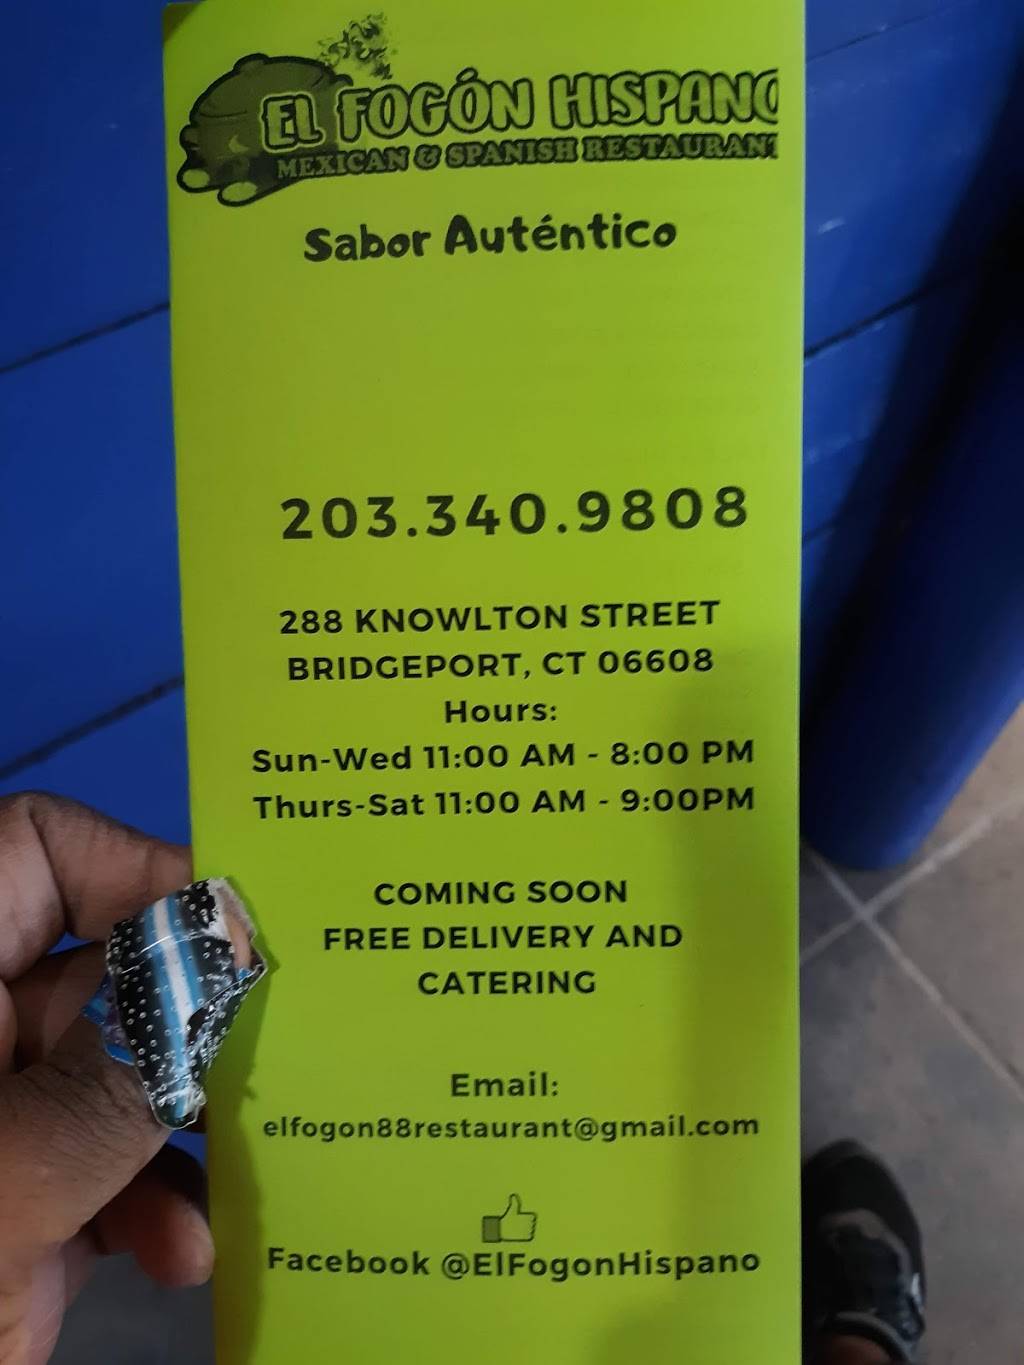 EL FOGÓN HISPANO
MEXICAN & SPANISH RESTAURANT
Sabor Auténtico
203.340.9808
288 KNOWLTON STREET
BRIDGEPORT, CT 06608
Hours:
Sun-Wed 11:00 AM - 8:00 PM
Thurs-Sat 11:00 AM - 9:00PM
COMING SOON
FREE DELIVERY AND
CATERING
Email:
elfogon88restaurant@gmail.com
Facebook @ElFogonHispano